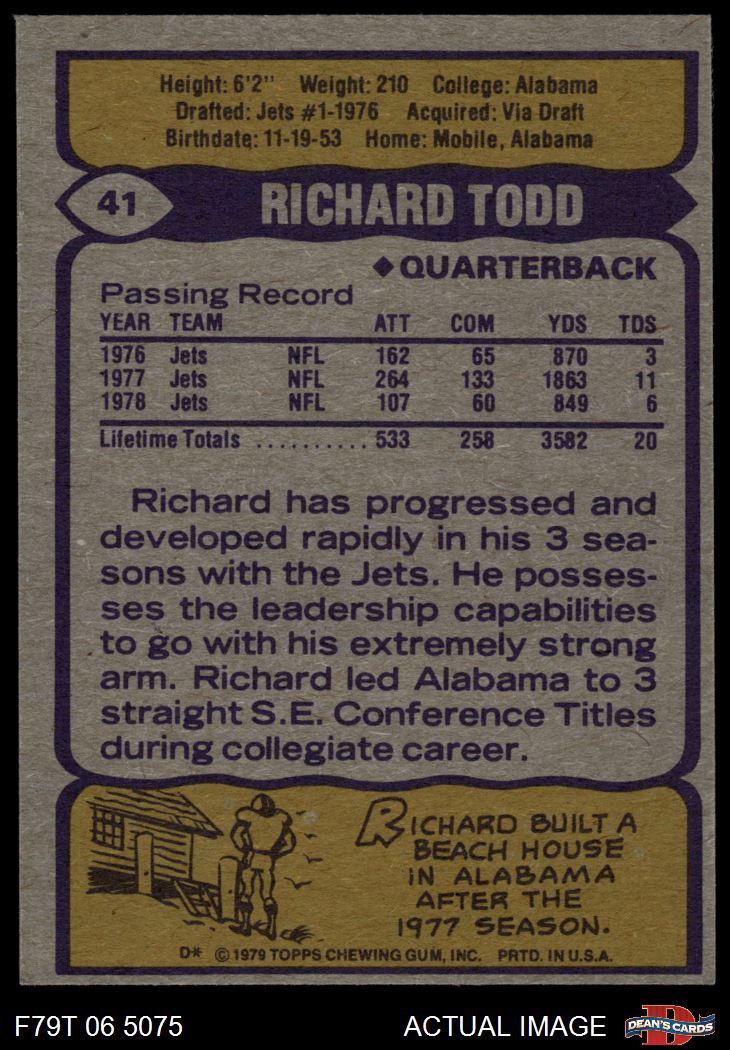 Height: 6'2" Weight: 210 College: Alabama
Drafted: Jets #1-1976 Acquired: Via Draft
Birthdate: 11-19-53 Home: Mobile, Alabama
41 RICHARD TODD
◆ QUARTERBACK
Passing Record
YEAR TEAM ATT COM YDS TDS
1976 Jets NFL 162 65 870 3
1977 Jets NFL 264 133 1863 11
1978 Jets NFL 107 60 849 6
Lifetime Totals .......... 533 258 3582 20
Richard has progressed and
developed rapidly in his 3 sea-
sons with the Jets. He posses-
ses the leadership capabilities
to go with his extremely strong
arm. Richard led Alabama to 3
straight S.E. Conference Titles
during collegiate career.
RICHARD BUILT A
BEACH HOUSE
IN ALABAMA
AFTER THE
1977 SEASON.
D* © 1979 TOPPS CHEWING GUM, INC. PRTD. IN U.S.A.
F79T 06 5075 ACTUAL IMAGE D DEAN'S CARDS